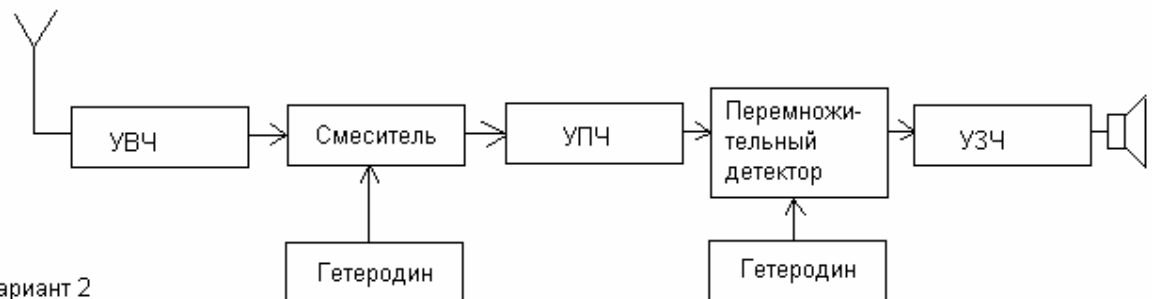 УВЧ
Смеситель
УПЧ
Перемножи-
тельный
детектор
УЗЧ
Гетеродин
Гетеродин
ариант 2